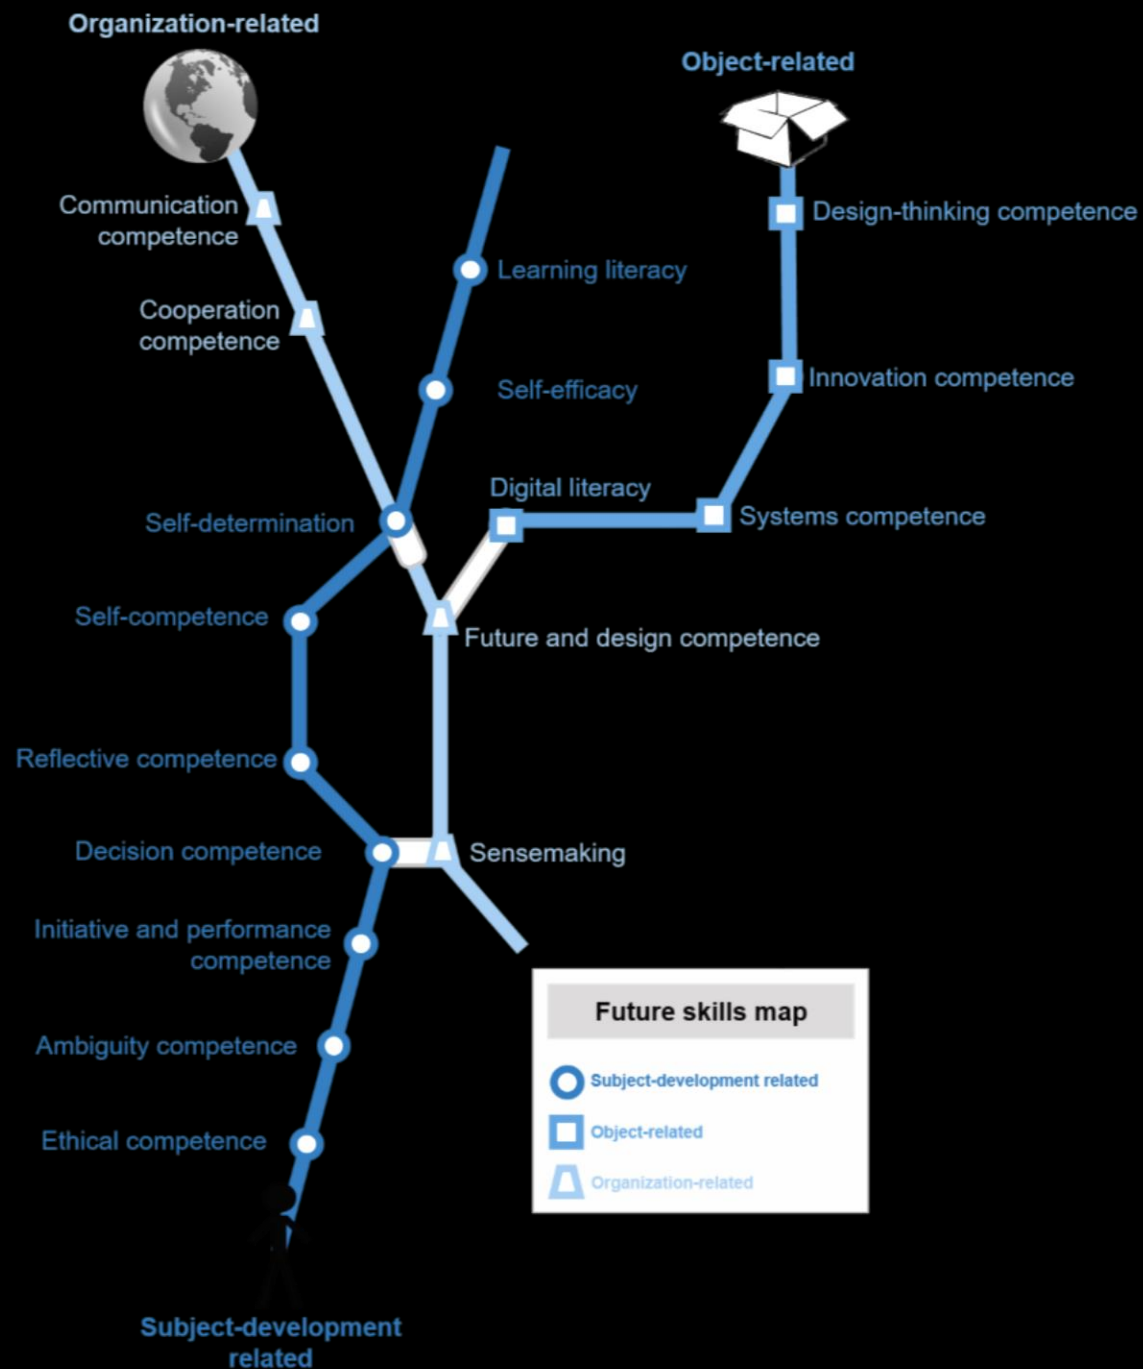 Organization-related
Object-related
Communication
competence
Design-thinking competence
Learning literacy
Cooperation
competence
Innovation competence
Self-efficacy
Digital literacy
Self-determination
Systems competence
Self-competence
Future and design competence
Reflective competence
Decision competence
Sensemaking
Initiative and performance
competence
Ambiguity competence
Ethical competence
Future skills map
Subject-development related
Object-related
Organization-related
Subject-development
related